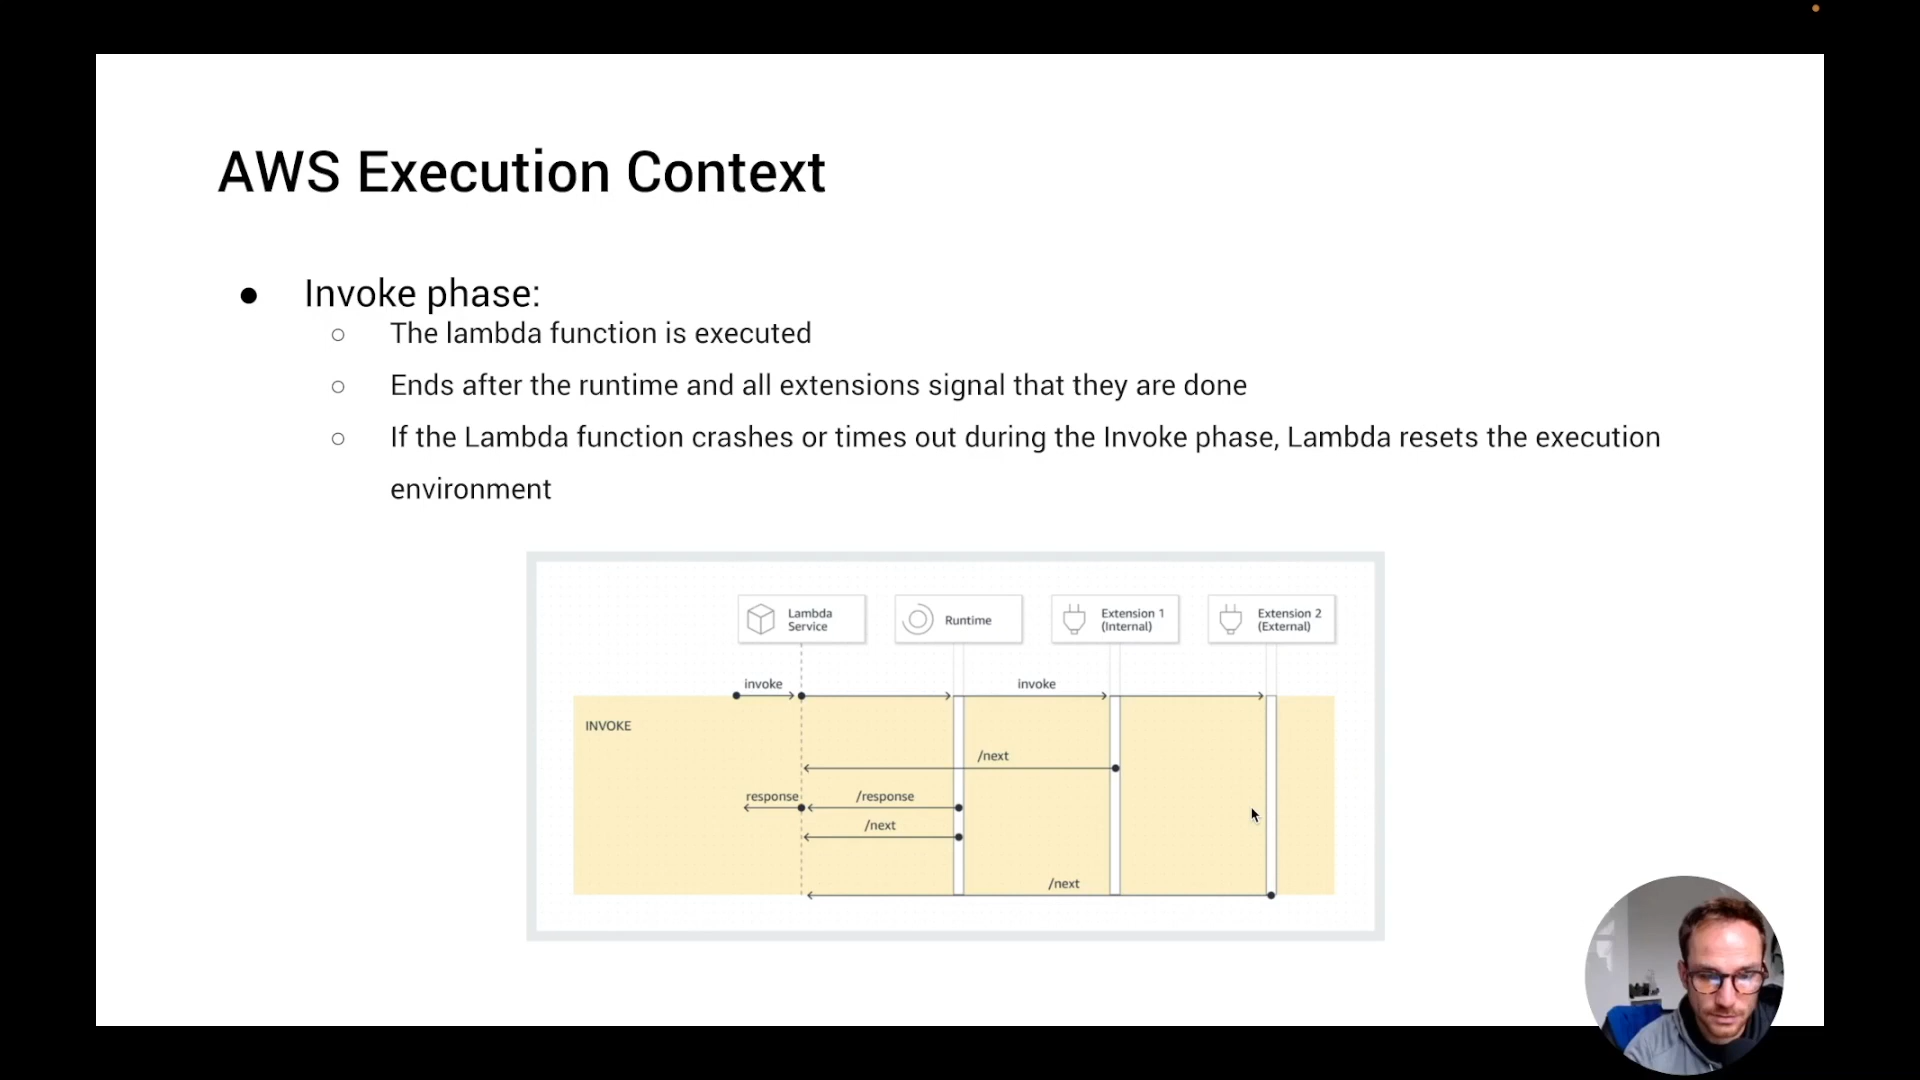 AWS Execution Context
● Invoke phase:
○ The lambda function is executed
○ Ends after the runtime and all extensions signal that they are done
○ If the Lambda function crashes or times out during the Invoke phase, Lambda resets the execution
environment
Lambda
Service
Runtime
Extension 1
(Internal)
Extension 2
(External)
invoke
invoke
INVOKE
/next
response
/response
/next
/next